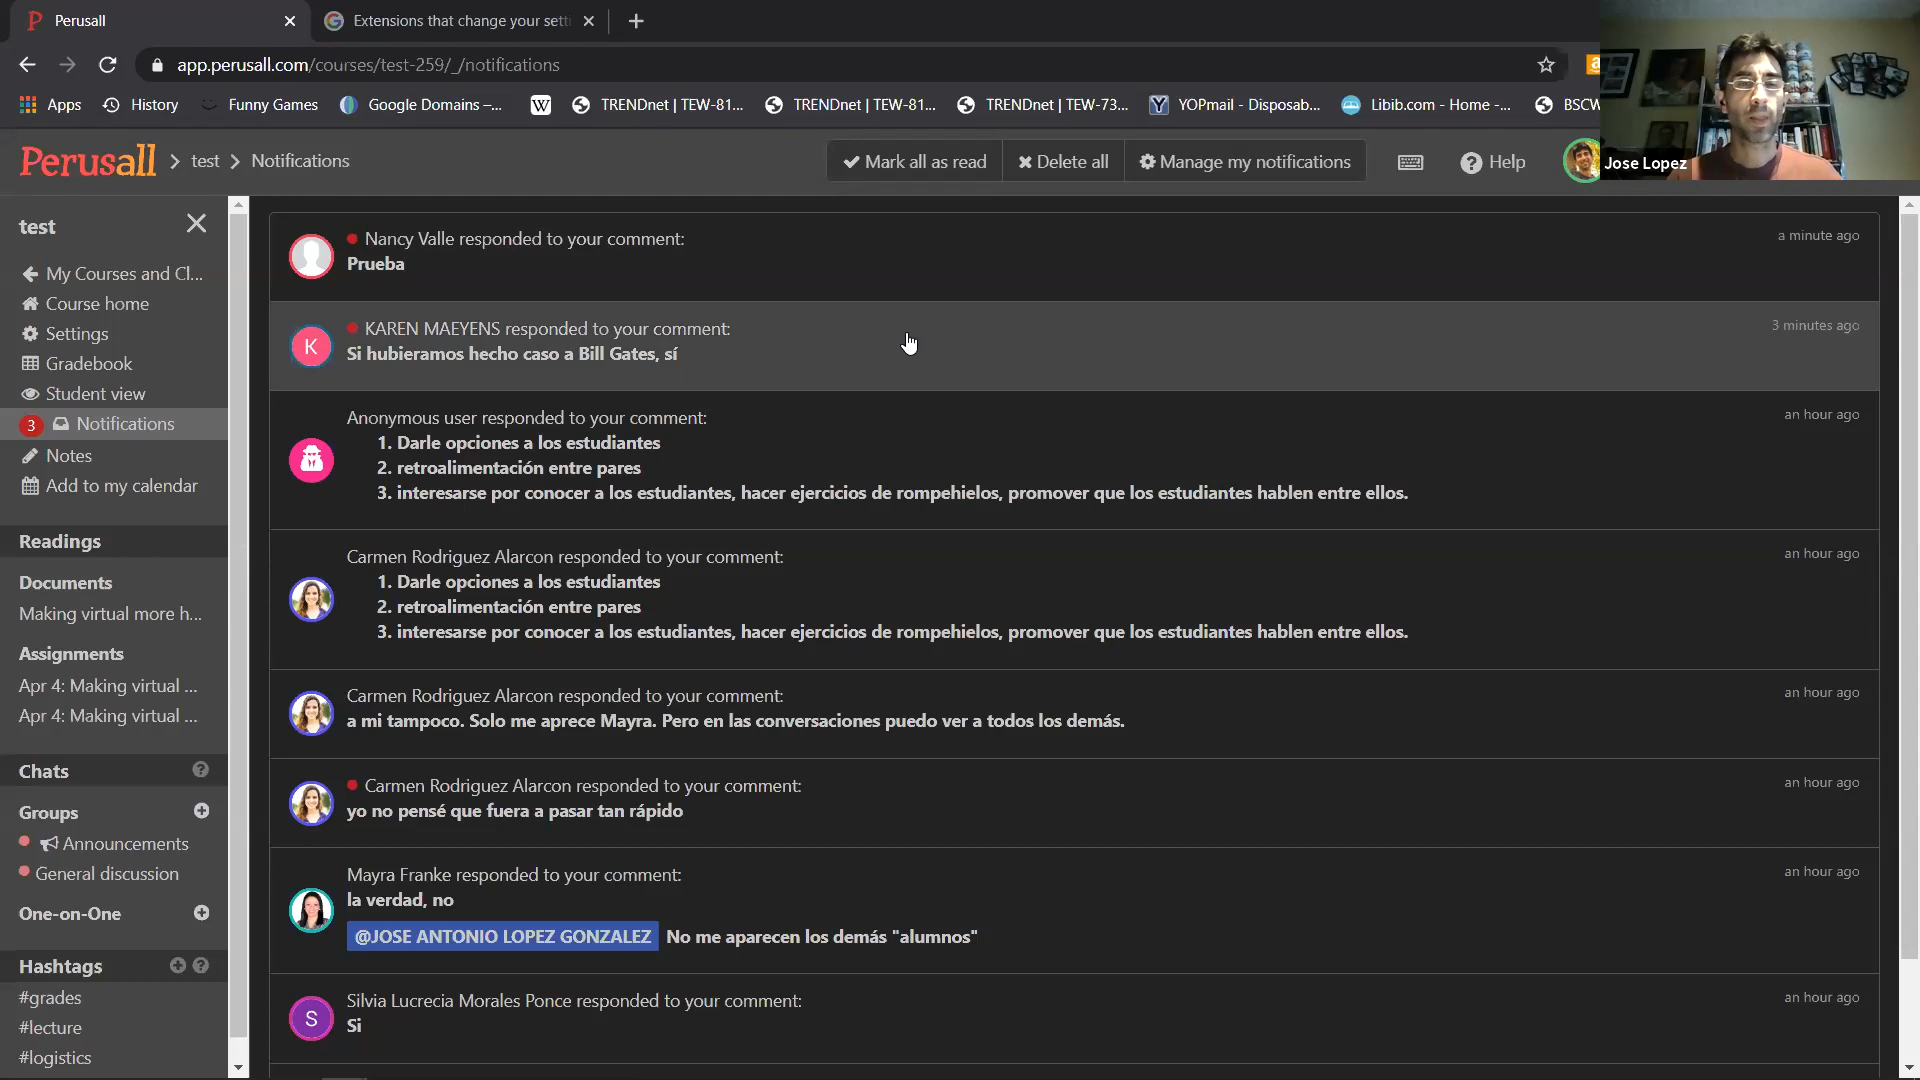 Perusall
Extensions that change your sett
app.perusall.com/courses/test-259/_/notifications
Apps
History
Funny Games
Google Domains –...
W
TRENDnet | TEW-81...
TRENDnet | TEW-81...
TRENDnet | TEW-73...
YOPmail - Disposab...
Libib.com - Home -...
BSCW
Perusall
test
Notifications
Mark all as read
Delete all
Manage my notifications
Help
Jose Lopez
test
My Courses and Cl...
Course home
Settings
Gradebook
Student view
3 Notifications
Notes
Add to my calendar
Readings
Documents
Making virtual more h...
Assignments
Apr 4: Making virtual ...
Apr 4: Making virtual ...
Chats
Groups
Announcements
General discussion
One-on-One
Hashtags
#grades
#lecture
#logistics
Nancy Valle responded to your comment:
a minute ago
Prueba
K
KAREN MAEYENS responded to your comment:
3 minutes ago
Si hubieramos hecho caso a Bill Gates, sí
Anonymous user responded to your comment:
an hour ago
1. Darle opciones a los estudiantes
2. retroalimentación entre pares
3. interesarse por conocer a los estudiantes, hacer ejercicios de rompehielos, promover que los estudiantes hablen entre ellos.
Carmen Rodriguez Alarcon responded to your comment:
an hour ago
1. Darle opciones a los estudiantes
2. retroalimentación entre pares
3. interesarse por conocer a los estudiantes, hacer ejercicios de rompehielos, promover que los estudiantes hablen entre ellos.
Carmen Rodriguez Alarcon responded to your comment:
an hour ago
a mi tampoco. Solo me aprece Mayra. Pero en las conversaciones puedo ver a todos los demás.
Carmen Rodriguez Alarcon responded to your comment:
an hour ago
yo no pensé que fuera a pasar tan rápido
Mayra Franke responded to your comment:
an hour ago
la verdad, no
@JOSE ANTONIO LOPEZ GONZALEZ No me aparecen los demás "alumnos"
S
Silvia Lucrecia Morales Ponce responded to your comment:
an hour ago
Si